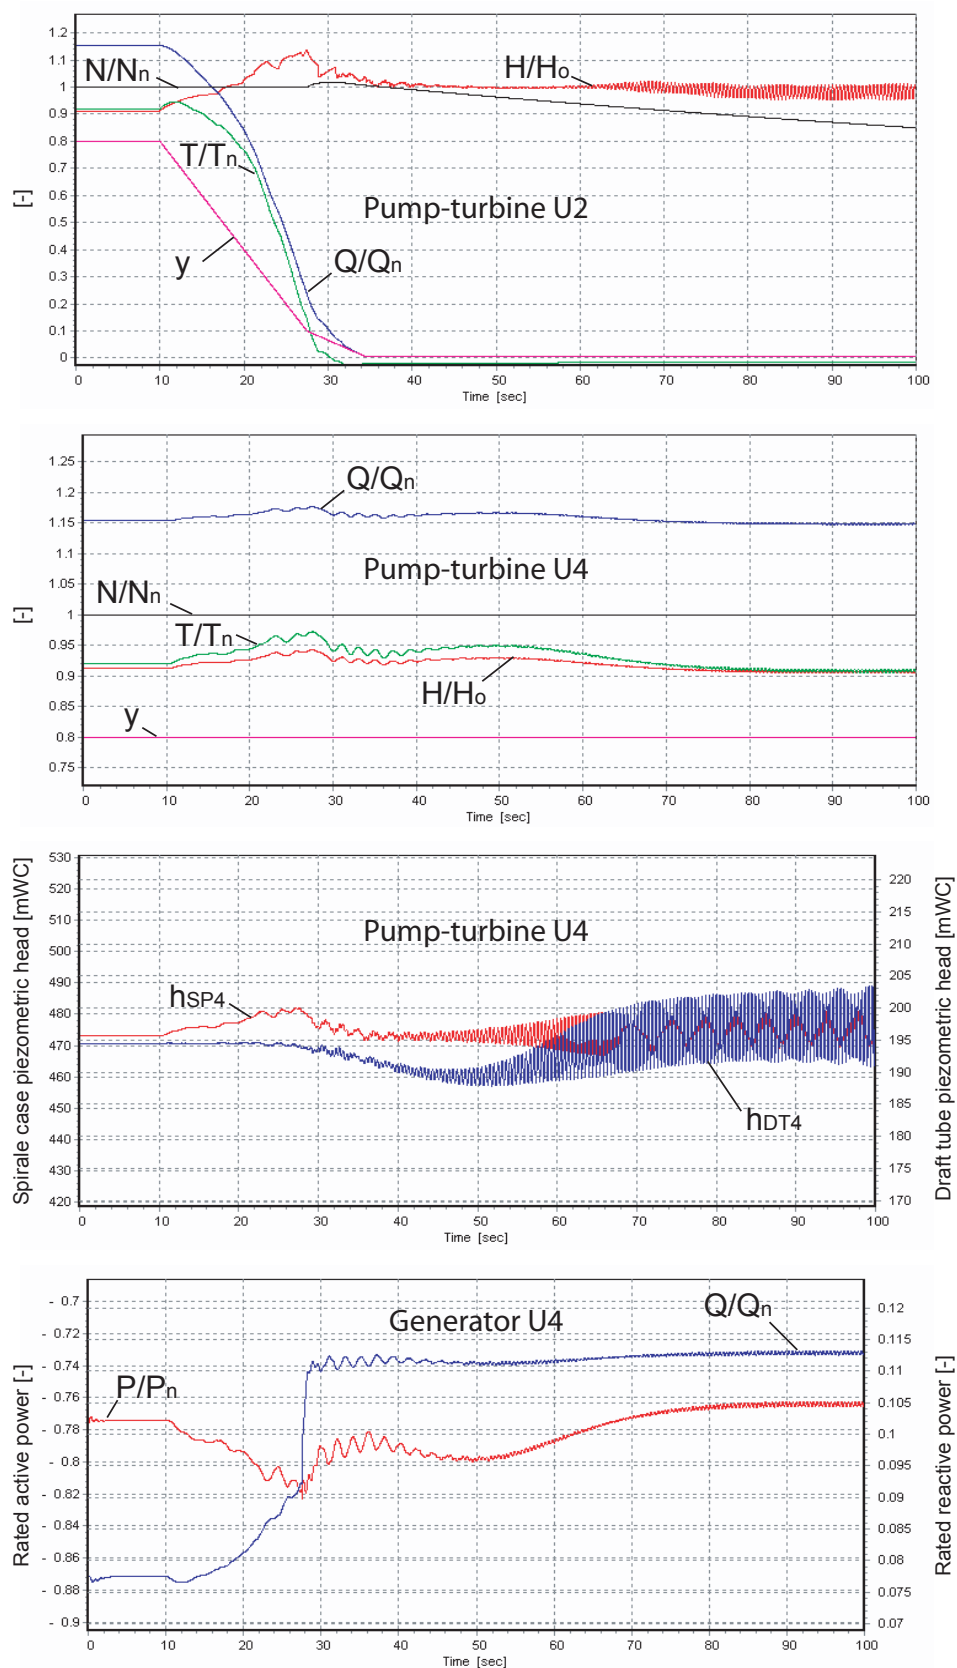 1.2
1.1
N/Nn
H/Ho
1
0.9
0.8
T/Tn
0.7
[-]
0.6
Pump-turbine U2
0.5
y
0.4
Q/Qn
0.3
0.2
0.1
0
0 10 20 30 40 50 60 70 80 90 100
Time [sec]
1.25
Q/Qn
1.2
1.15
1.1
Pump-turbine U4
1.05
N/Nn
[-]
1
T/Tn
0.95
0.9
H/Ho
0.85
y
0.8
0.75
0 10 20 30 40 50 60 70 80 90 100
Time [sec]
Spirale case piezometric head [mWC]
530
520
510
500
490
480
470
460
450
440
430
420
Pump-turbine U4
hSP4
hDT4
220
215
210
205
200
195
190
185
180
175
170
Draft tube piezometric head [mWC]
0 10 20 30 40 50 60 70 80 90 100
Time [sec]
Rated active power [-]
- 0.7
- 0.72
- 0.74
- 0.76
- 0.78
- 0.8
- 0.82
- 0.84
- 0.86
- 0.88
- 0.9
Generator U4
Q/Qn
P/Pn
0.12
0.115
0.11
0.105
0.1
0.095
0.09
0.085
0.08
0.075
0.07
Rated reactive power [-]
0 10 20 30 40 50 60 70 80 90 100
Time [sec]